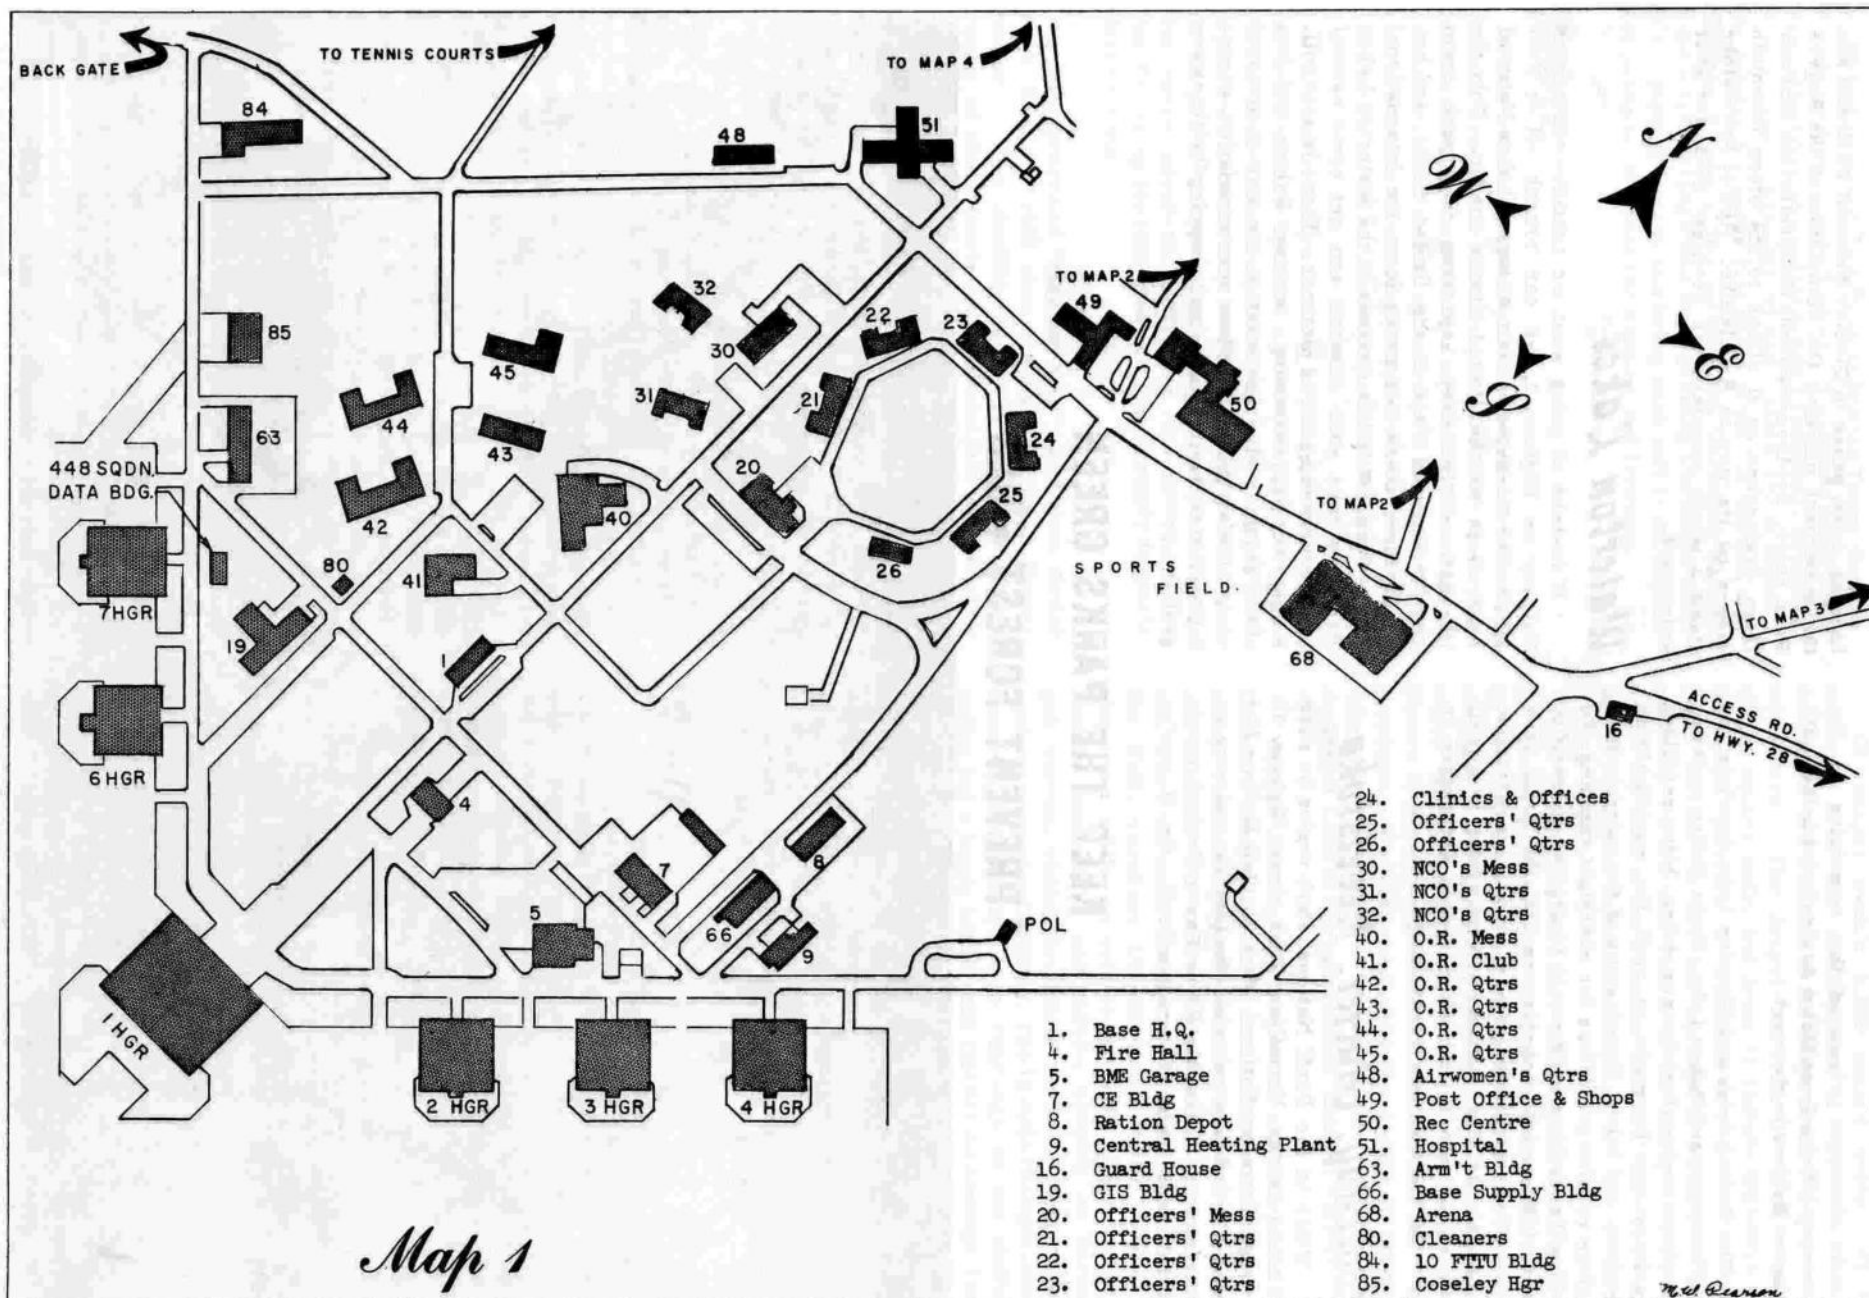 BACK GATE
TO TENNIS COURTS
TO MAP 4
84
48
51
N
W
S
E
TO MAP 2
49
32
22
23
30
85
45
50
31
21
44
43
24
63
20
448 SQDN.
DATA BDG.
25
TO MAP2
42
40
80
41
26
SPORTS
FIELD.
7HGR
19
1
68
TO MAP 3
ACCESS RD.
TO HWY. 28
16
6 HGR
4
7
8
5
66
9
POL
1 HGR
2 HGR
3 HGR
4 HGR
1. Base H.Q.
4. Fire Hall
5. BME Garage
7. CE Bldg
8. Ration Depot
9. Central Heating Plant
16. Guard House
19. GIS Bldg
20. Officers' Mess
21. Officers' Qtrs
22. Officers' Qtrs
23. Officers' Qtrs
24. Clinics & Offices
25. Officers' Qtrs
26. Officers' Qtrs
30. NCO's Mess
31. NCO's Qtrs
32. NCO's Qtrs
40. O.R. Mess
41. O.R. Club
42. O.R. Qtrs
43. O.R. Qtrs
44. O.R. Qtrs
45. O.R. Qtrs
48. Airwomen's Qtrs
49. Post Office & Shops
50. Rec Centre
51. Hospital
63. Arm't Bldg
66. Base Supply Bldg
68. Arena
80. Cleaners
84. 10 FTTU Bldg
85. Coseley Hgr
Map 1
M.W. Pearson